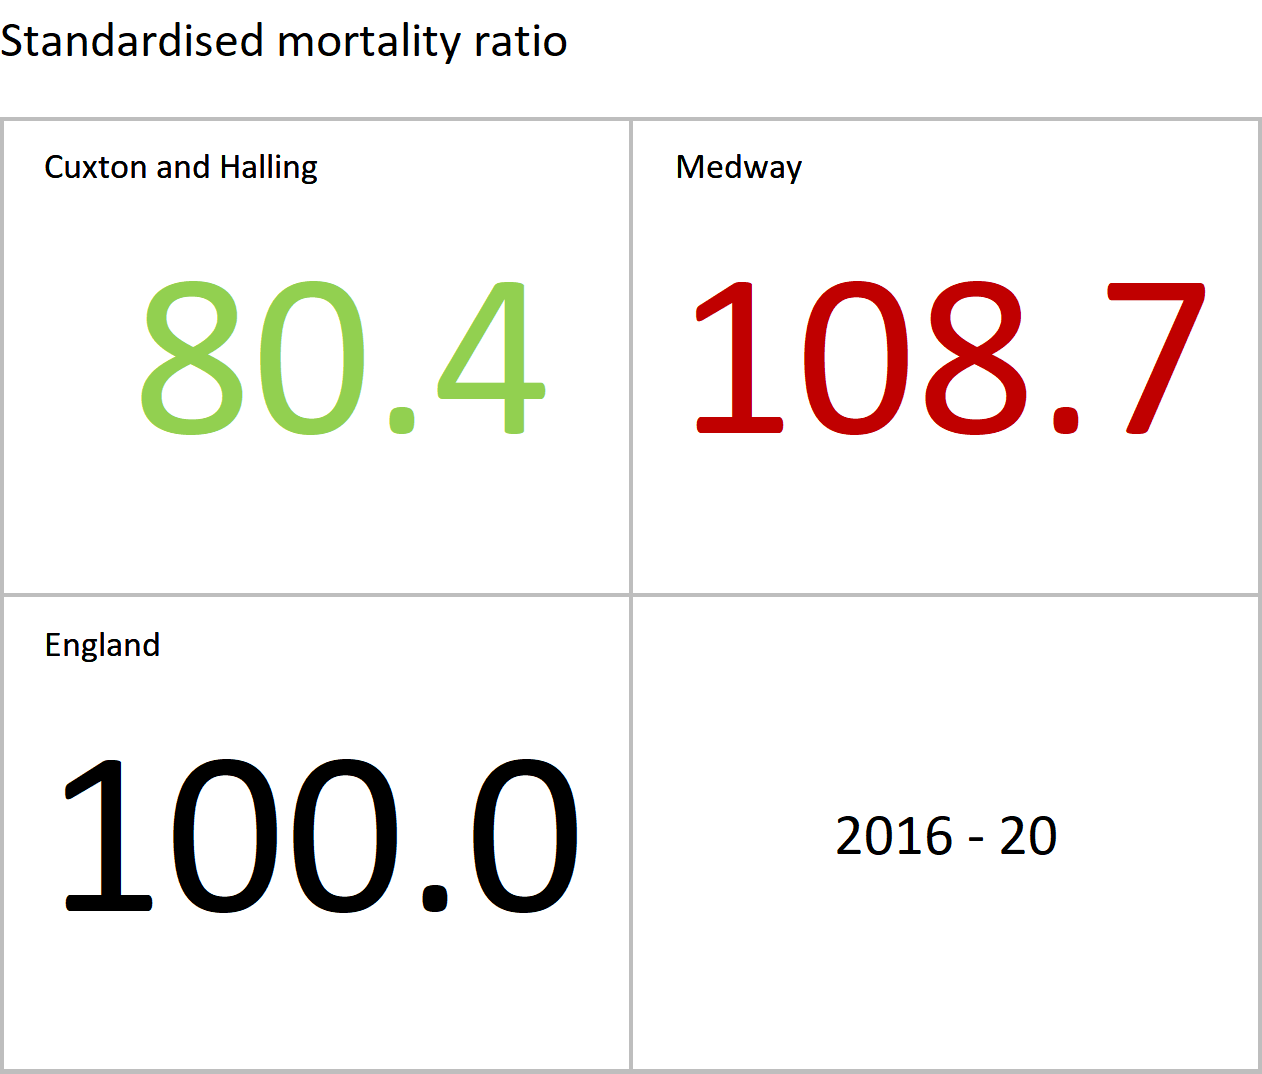 Standardised mortality ratio
Cuxton and Halling
80.4
Medway
108.7
England
100.0
2016 - 20